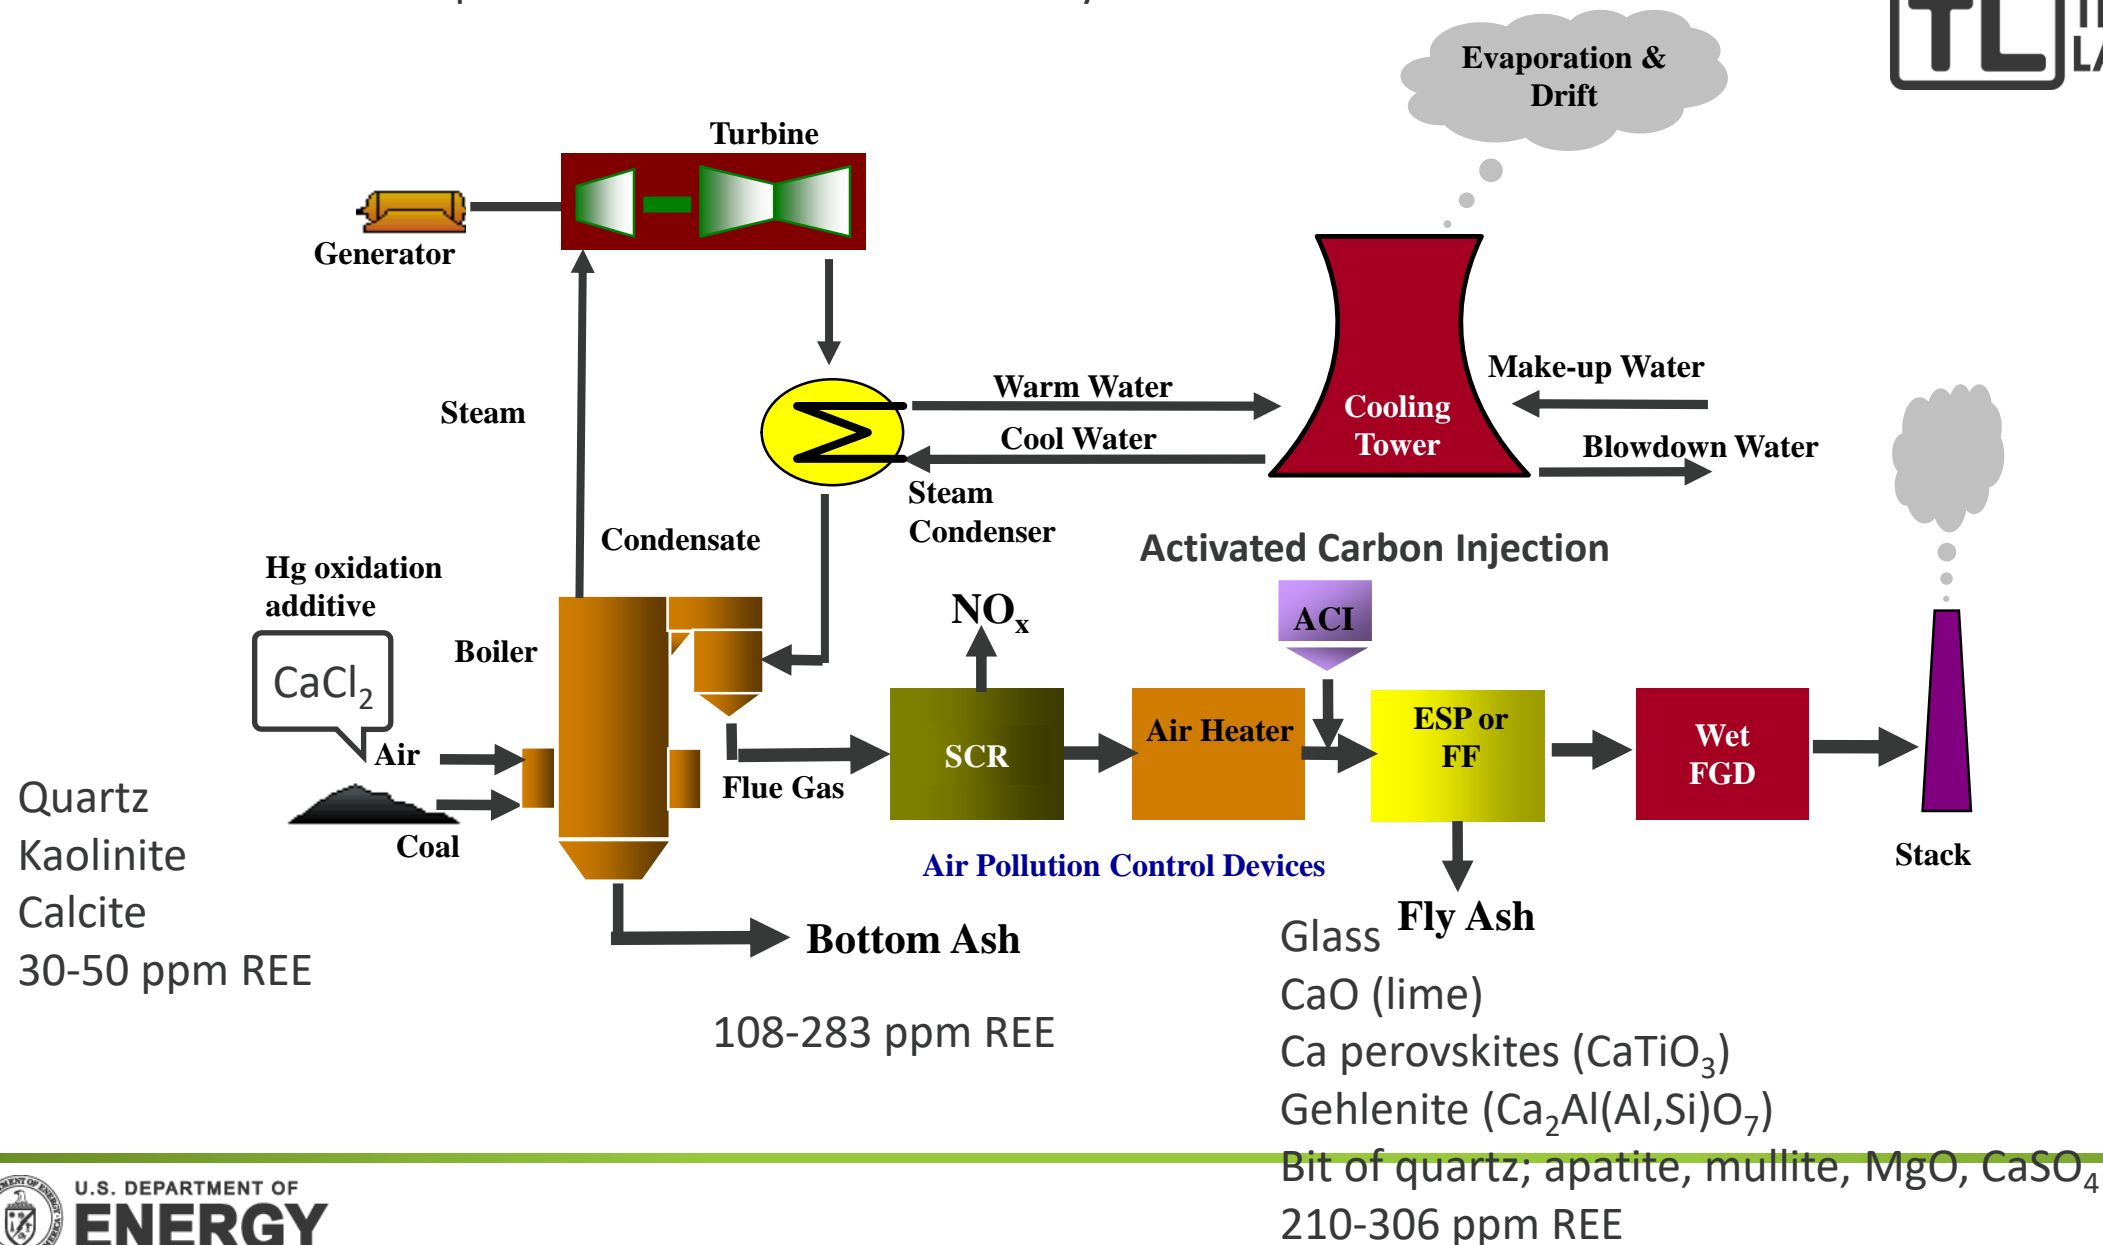 Evaporation &
Drift
TL
Turbine
Generator
Make-up Water
Warm Water
Steam
Cooling
Tower
Cool Water
Blowdown Water
Steam
Condenser
Condensate
Activated Carbon Injection
Hg oxidation
additive
NOₓ
ACI
Boiler
CaCl₂
Air
SCR
Air Heater
ESP or
FF
Wet
FGD
Flue Gas
Coal
Air Pollution Control Devices
Stack
Quartz
Kaolinite
Calcite
30-50 ppm REE
Bottom Ash
108-283 ppm REE
Fly Ash
Glass
CaO (lime)
Ca perovskites (CaTiO₃)
Gehlenite (Ca₂Al(Al,Si)O₇)
Bit of quartz; apatite, mullite, MgO, CaSO₄
210-306 ppm REE
U.S. DEPARTMENT OF
ENERGY